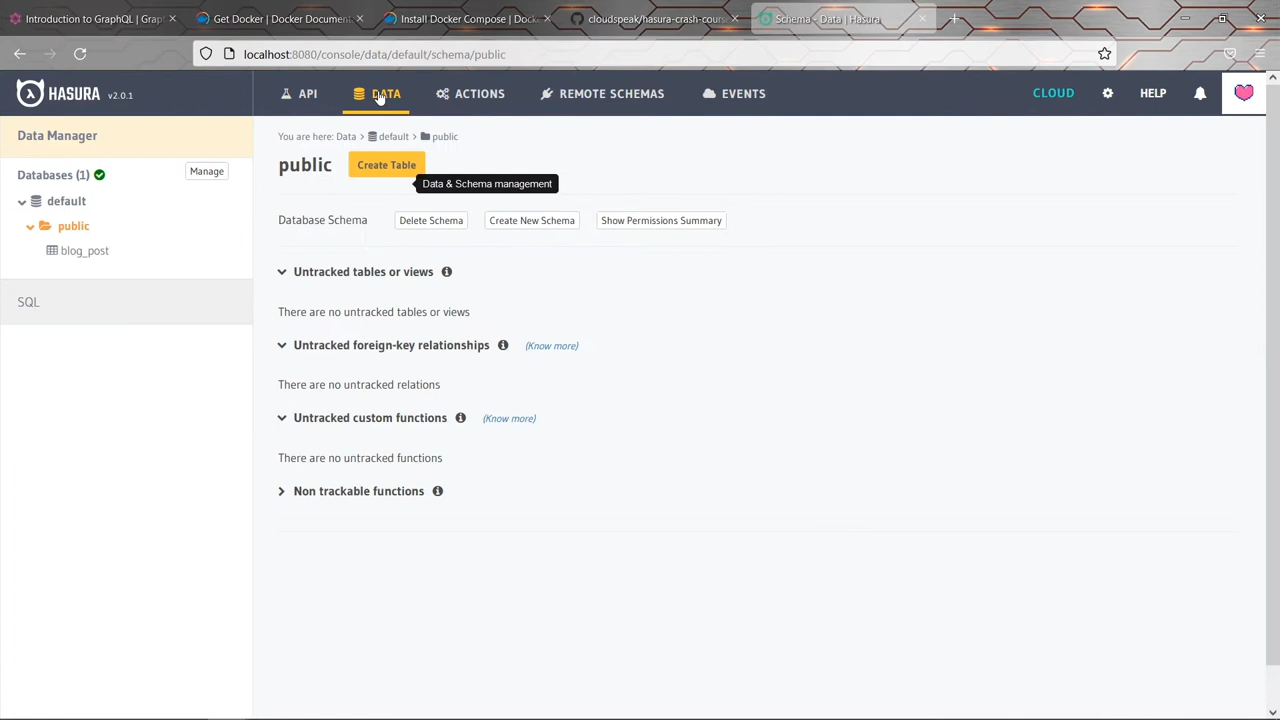 Introduction to GraphQL | Grap
Get Docker | Docker Document
Install Docker Compose | Dock
cloudspeak/hasura-crash-cours
Schema - Data | Hasura
localhost:8080/console/data/default/schema/public
HASURA v2.0.1
API
DATA
ACTIONS
REMOTE SCHEMAS
EVENTS
CLOUD
HELP
Data Manager
Databases (1)
Manage
default
public
blog_post
SQL
You are here: Data > default > public
public
Create Table
Data & Schema management
Database Schema
Delete Schema
Create New Schema
Show Permissions Summary
Untracked tables or views
There are no untracked tables or views
Untracked foreign-key relationships (Know more)
There are no untracked relations
Untracked custom functions (Know more)
There are no untracked functions
Non trackable functions